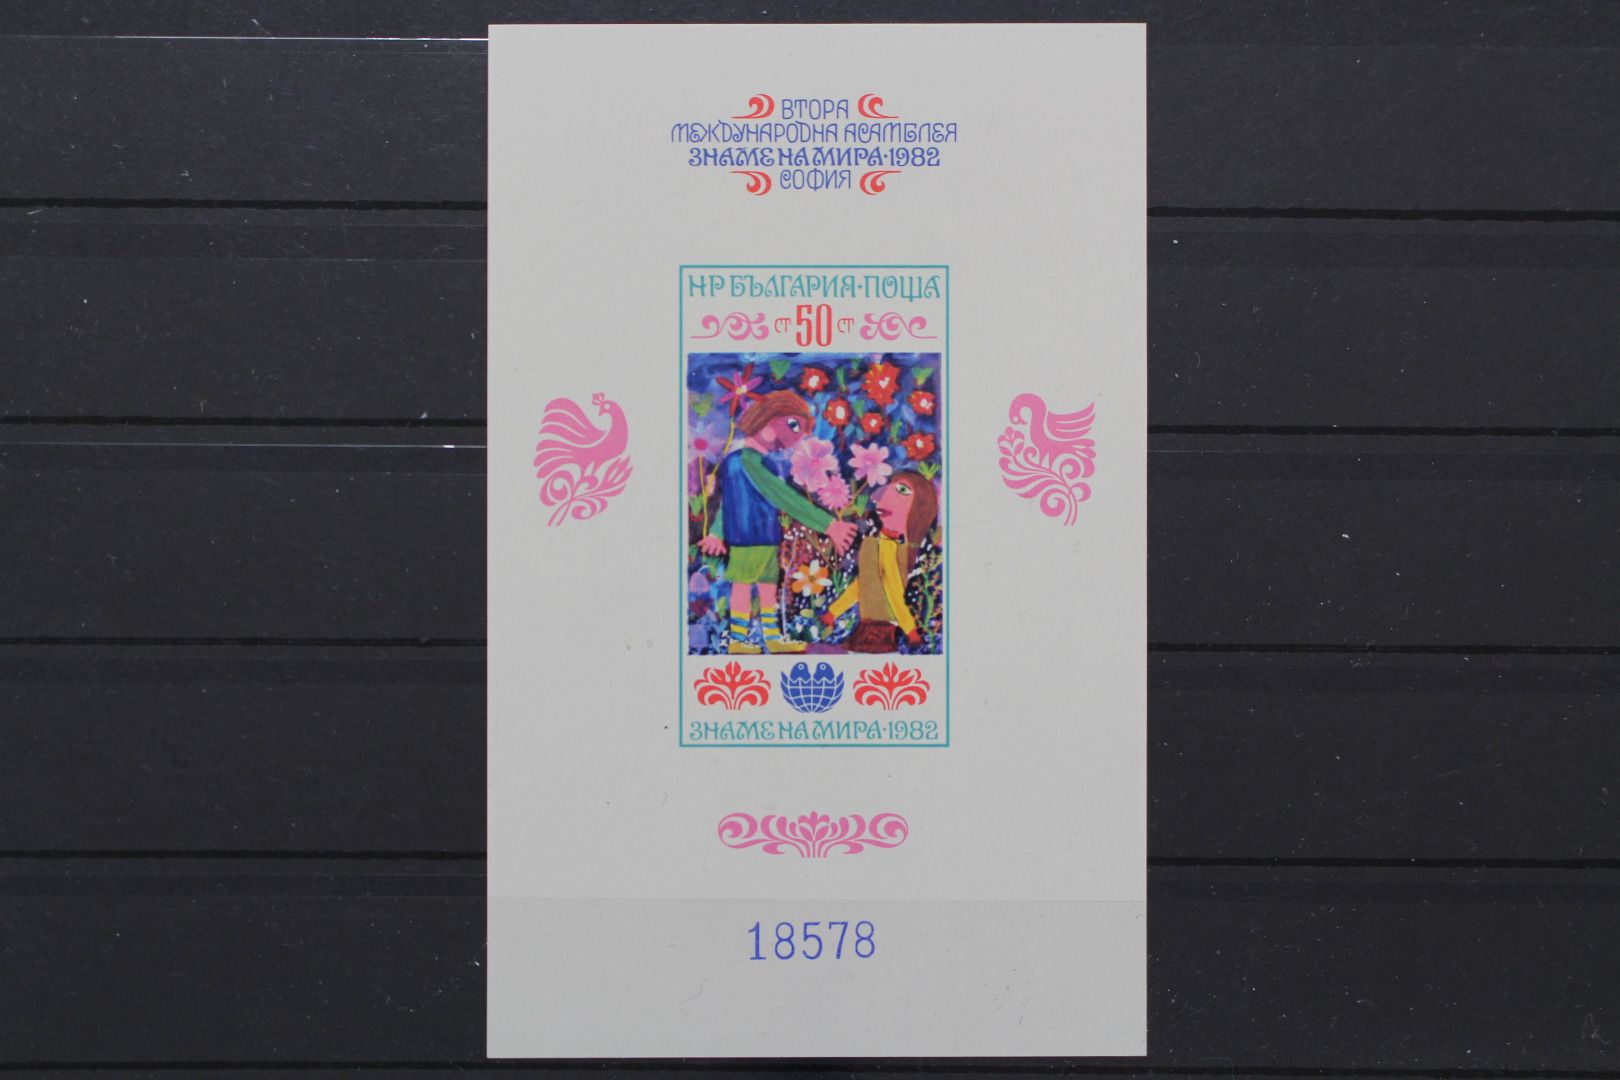 ВТОРА
МЕЖДУНАРОДНА АСАМБЛЕЯ
ЗНАМЕ НА МИРА·1982
СОФИЯ
НР БЪЛГАРИЯ·ПОЩА
СТ 50 СТ
ЗНАМЕ НА МИРА·1982
18578